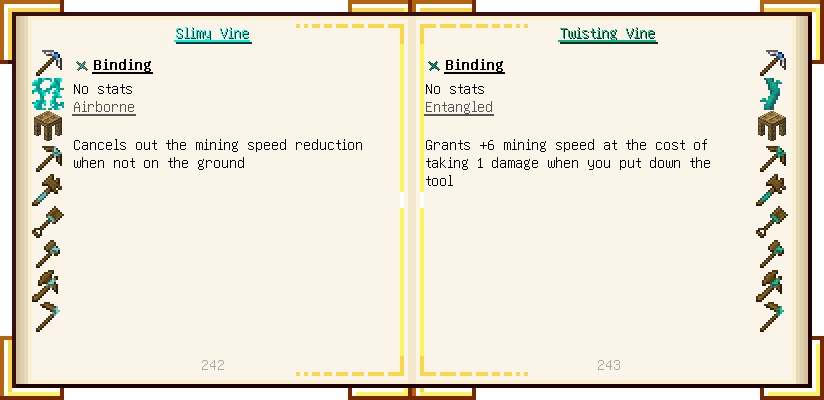 Slimy Vine
Binding
No stats
Airborne
Cancels out the mining speed reduction
when not on the ground
242
Twisting Vine
Binding
No stats
Entangled
Grants +6 mining speed at the cost of
taking 1 damage when you put down the
tool
243